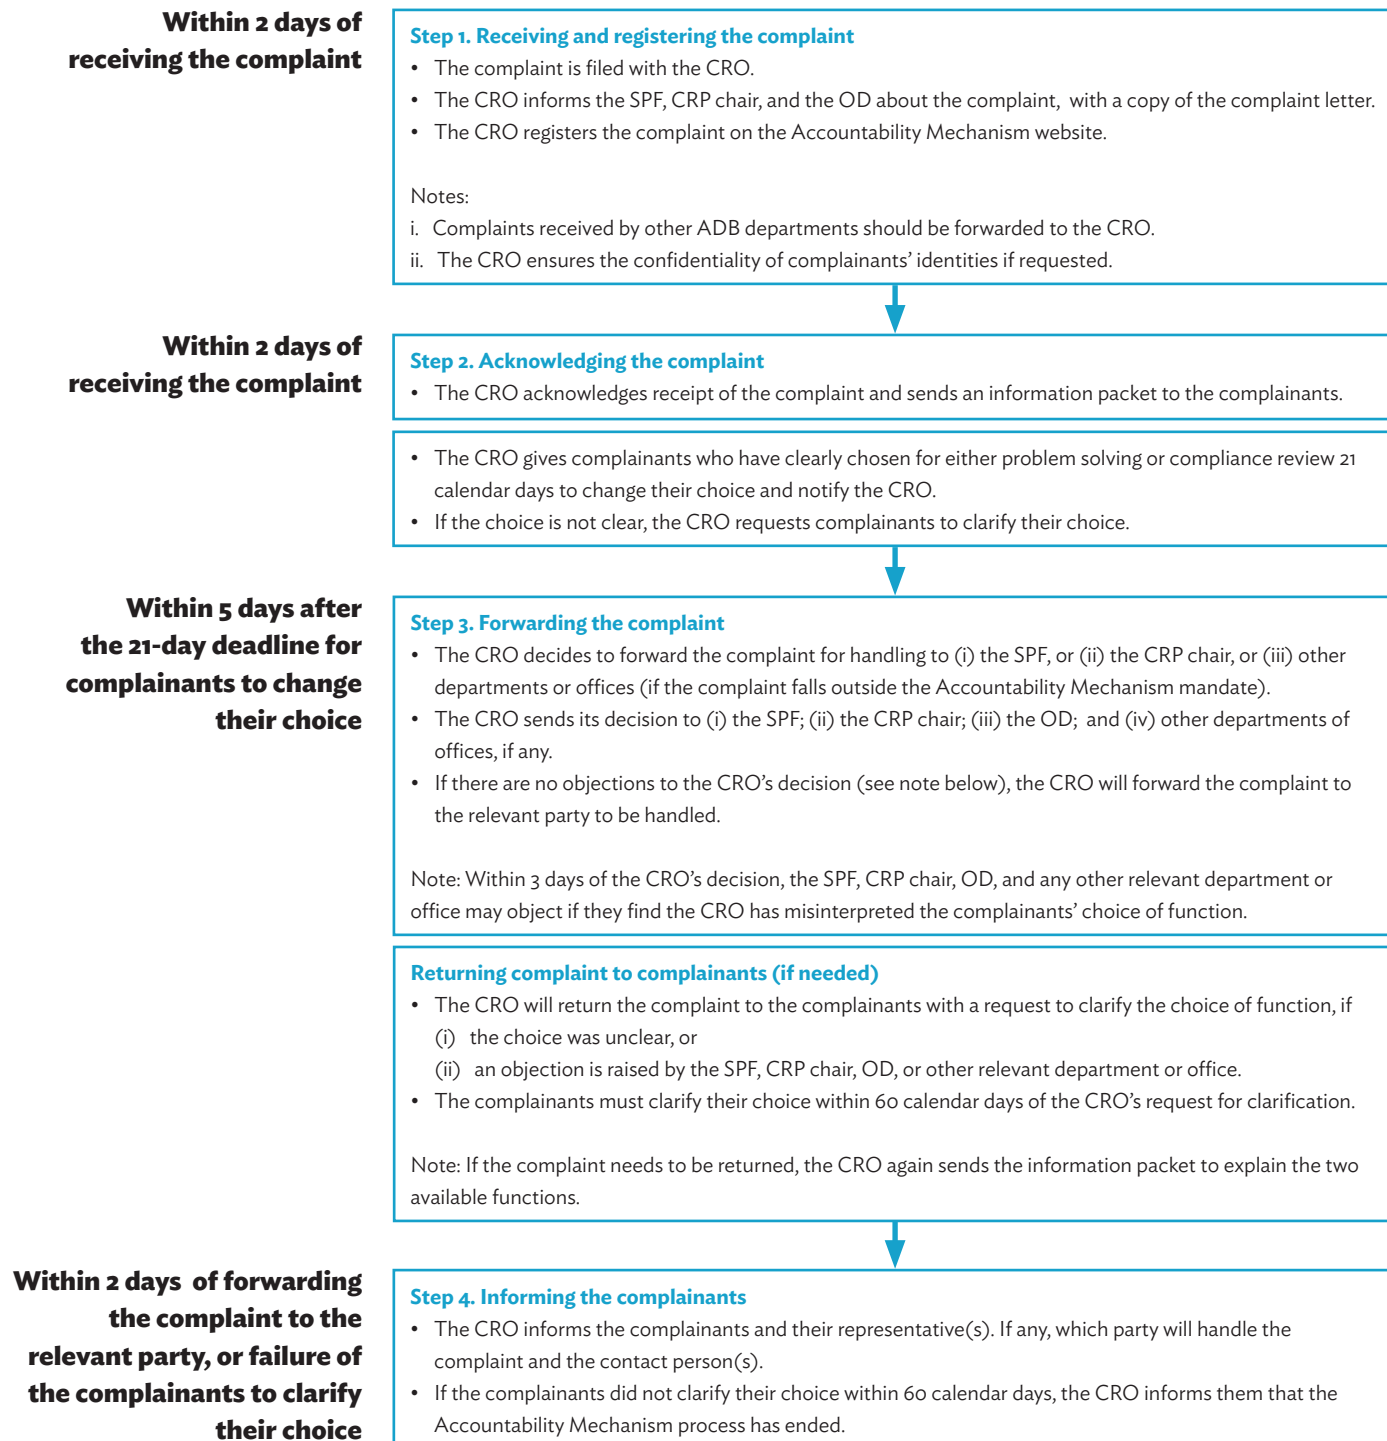 Within 2 days of
receiving the complaint
Step 1. Receiving and registering the complaint
• The complaint is filed with the CRO.
• The CRO informs the SPF, CRP chair, and the OD about the complaint, with a copy of the complaint letter.
• The CRO registers the complaint on the Accountability Mechanism website.
Notes:
i. Complaints received by other ADB departments should be forwarded to the CRO.
ii. The CRO ensures the confidentiality of complainants' identities if requested.
Within 2 days of
receiving the complaint
Step 2. Acknowledging the complaint
• The CRO acknowledges receipt of the complaint and sends an information packet to the complainants.
• The CRO gives complainants who have clearly chosen for either problem solving or compliance review 21
calendar days to change their choice and notify the CRO.
• If the choice is not clear, the CRO requests complainants to clarify their choice.
Within 5 days after
the 21-day deadline for
complainants to change
their choice
Step 3. Forwarding the complaint
• The CRO decides to forward the complaint for handling to (i) the SPF, or (ii) the CRP chair, or (iii) other
departments or offices (if the complaint falls outside the Accountability Mechanism mandate).
• The CRO sends its decision to (i) the SPF; (ii) the CRP chair; (iii) the OD; and (iv) other departments of
offices, if any.
• If there are no objections to the CRO's decision (see note below), the CRO will forward the complaint to
the relevant party to be handled.
Note: Within 3 days of the CRO's decision, the SPF, CRP chair, OD, and any other relevant department or
office may object if they find the CRO has misinterpreted the complainants' choice of function.
Returning complaint to complainants (if needed)
• The CRO will return the complaint to the complainants with a request to clarify the choice of function, if
(i) the choice was unclear, or
(ii) an objection is raised by the SPF, CRP chair, OD, or other relevant department or office.
• The complainants must clarify their choice within 60 calendar days of the CRO's request for clarification.
Note: If the complaint needs to be returned, the CRO again sends the information packet to explain the two
available functions.
Within 2 days of forwarding
the complaint to the
relevant party, or failure of
the complainants to clarify
their choice
Step 4. Informing the complainants
• The CRO informs the complainants and their representative(s). If any, which party will handle the
complaint and the contact person(s).
• If the complainants did not clarify their choice within 60 calendar days, the CRO informs them that the
Accountability Mechanism process has ended.